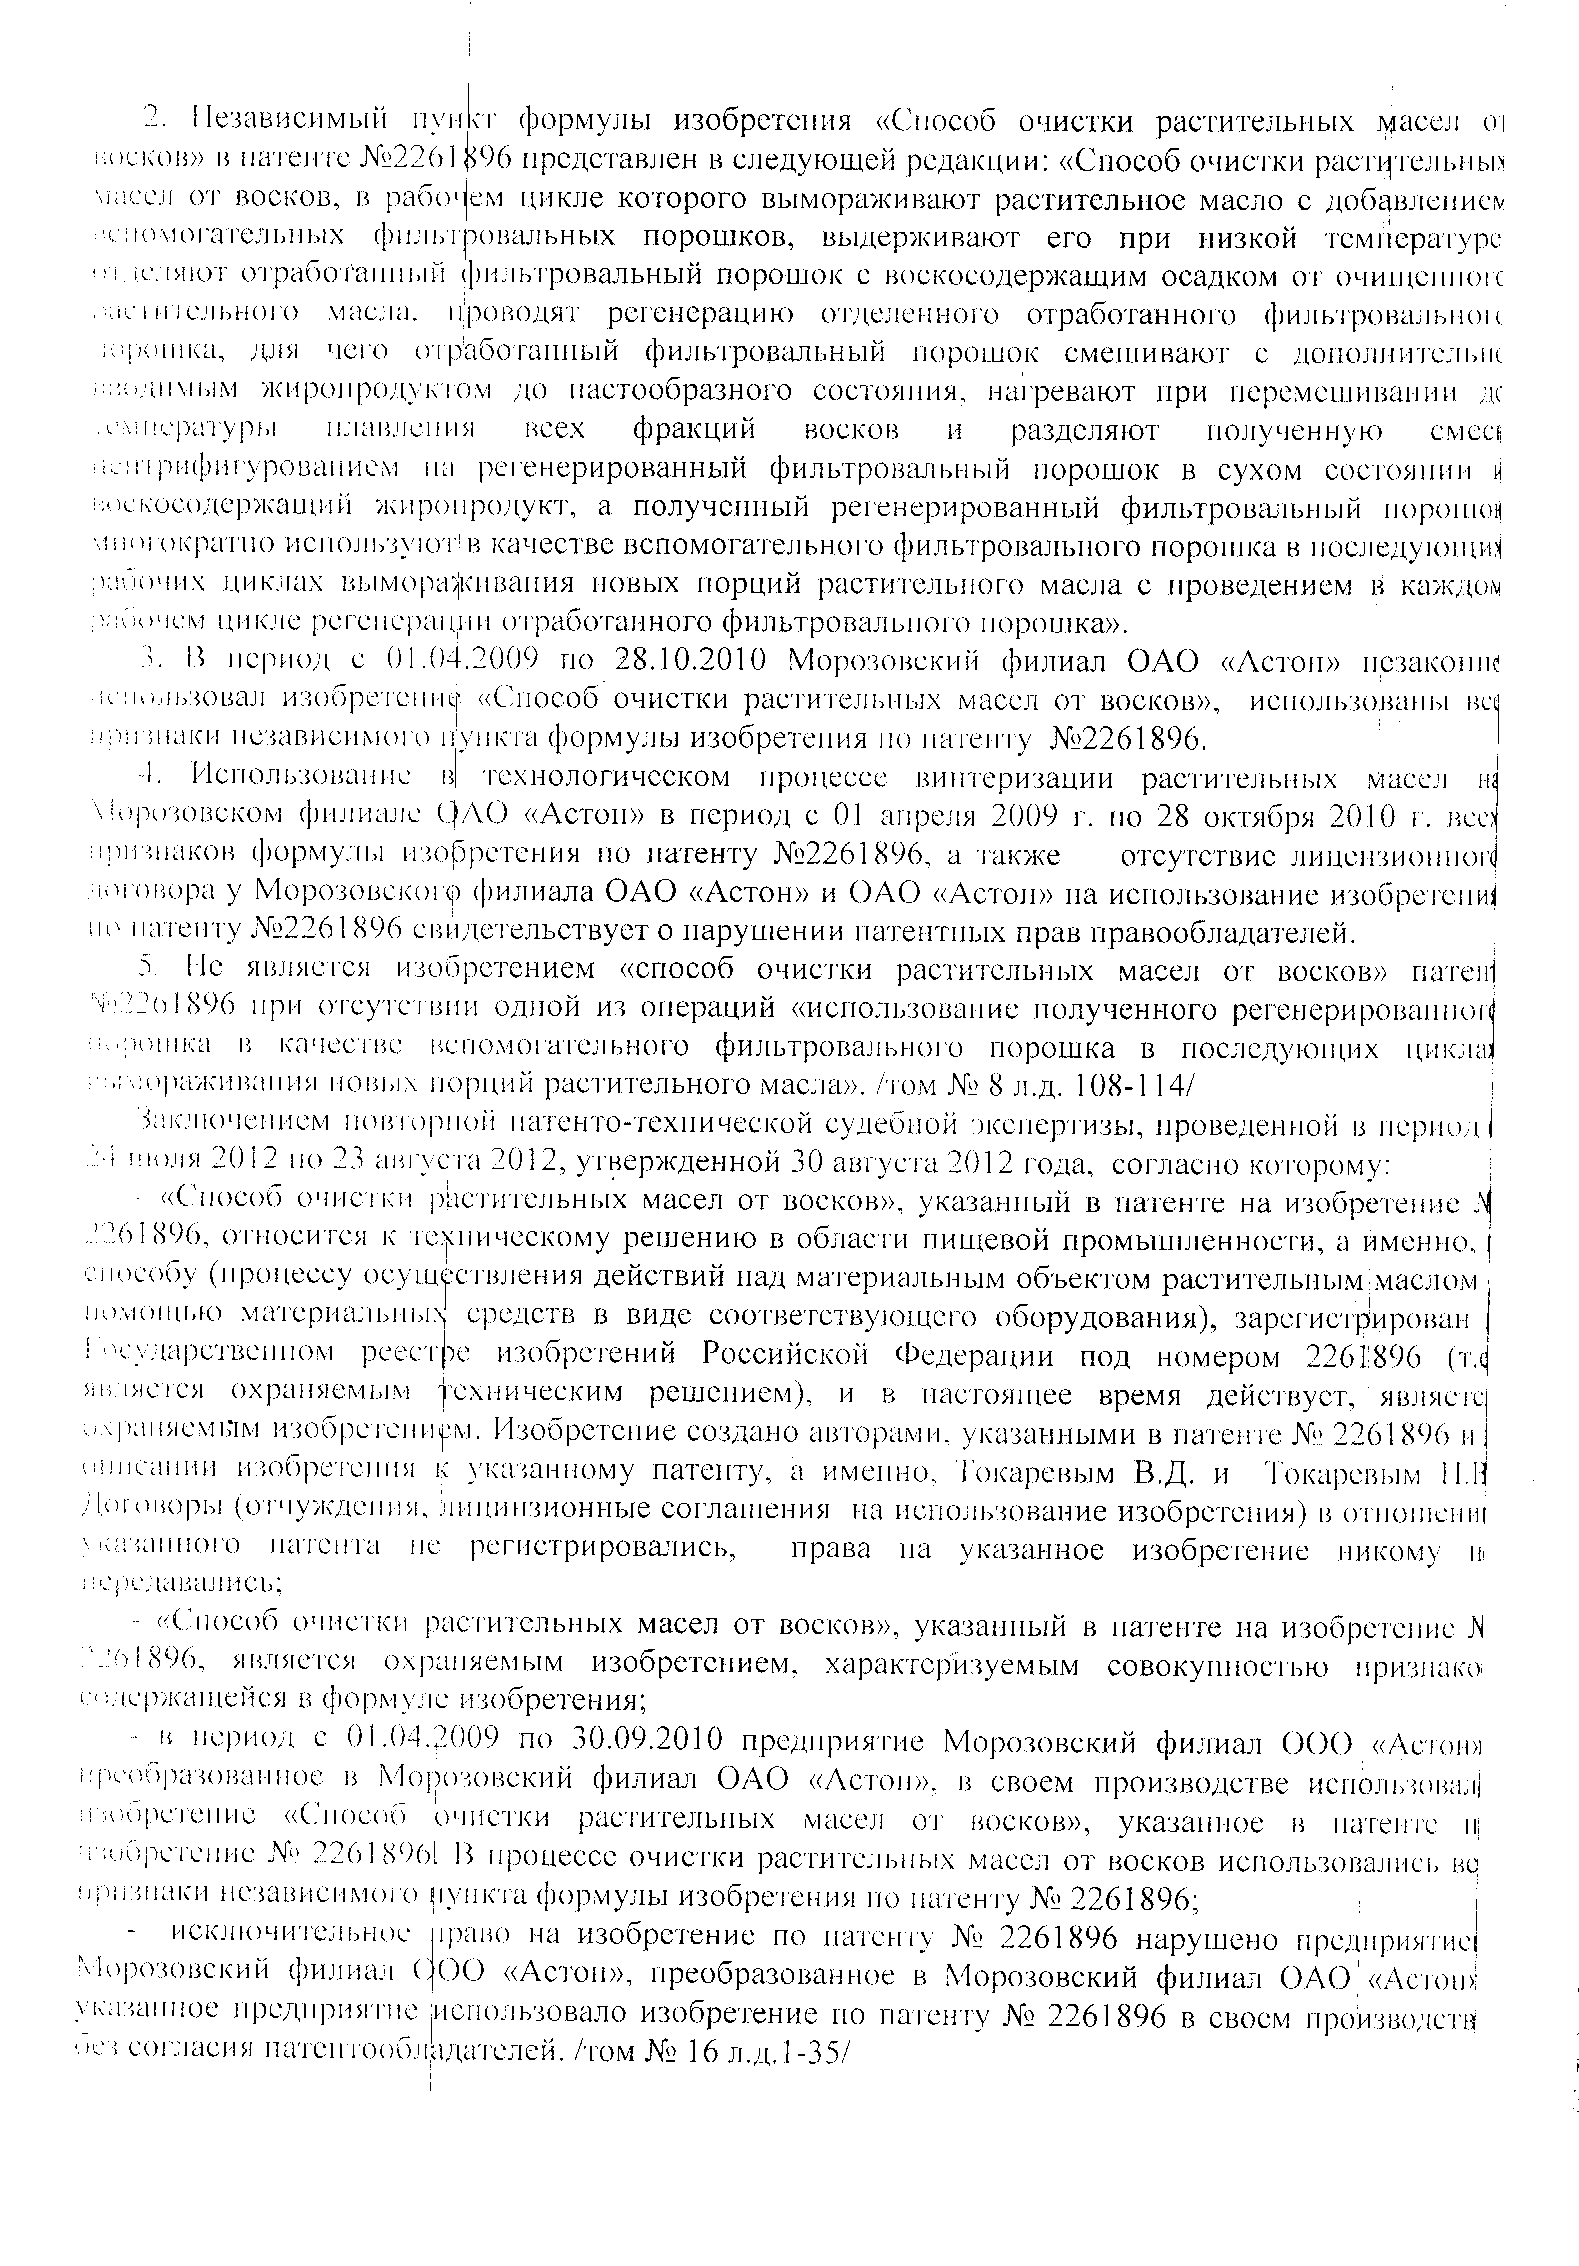 2. Независимый пункт формулы изобретения «Способ очистки растительных масел от
восков» в патенте №2261896 представлен в следующей редакции: «Способ очистки растительных
масел от восков, в рабочем цикле которого вымораживают растительное масло с добавлением
вспомогательных фильтровальных порошков, выдерживают его при низкой температуре
отделяют отработанный фильтровальный порошок с воскосодержащим осадком от очищенного
растительного масла, проводят регенерацию отделенного отработанного фильтровального
порошка, для чего отработанный фильтровальный порошок смешивают с дополнительно
вводимым жиропродуктом до пастообразного состояния, нагревают при перемешивании до
температуры плавления всех фракций восков и разделяют полученную смесь
центрифигурованием на регенерированный фильтровальный порошок в сухом состоянии и
воскосодержащий жиропродукт, а полученный регенерированный фильтровальный порошок
многократно используют в качестве вспомогательного фильтровального порошка в последующих
рабочих циклах вымораживания новых порций растительного масла с проведением в каждом
рабочем цикле регенерации отработанного фильтровального порошка».
3. В период с 01.04.2009 по 28.10.2010 Морозовский филиал ОАО «Астон» незаконно
использовал изобретение «Способ очистки растительных масел от восков», использованы все
признаки независимого пункта формулы изобретения по патенту №2261896.
4. Использование в технологическом процессе винтеризации растительных масел на
Морозовском филиале ОАО «Астон» в период с 01 апреля 2009 г. по 28 октября 2010 г. всех
признаков формулы изобретения по патенту №2261896, а также отсутствие лицензионного
договора у Морозовского филиала ОАО «Астон» и ОАО «Астон» на использование изобретения
по патенту №2261896 свидетельствует о нарушении патентных прав правообладателей.
5. Не является изобретением «способ очистки растительных масел от восков» патент
№2261896 при отсутствии одной из операций «использование полученного регенерированного
порошка в качестве вспомогательного фильтровального порошка в последующих циклах
вымораживания новых порций растительного масла». /том № 8 л.д. 108-114/
Заключением повторной патенто-технической судебной экспертизы, проведенной в период
24 июля 2012 по 23 августа 2012, утвержденной 30 августа 2012 года, согласно которому:
- «Способ очистки растительных масел от восков», указанный в патенте на изобретение №
2261896, относится к техническому решению в области пищевой промышленности, а именно,
способу (процессу осуществления действий над материальным объектом растительным маслом
помощью материальных средств в виде соответствующего оборудования), зарегистрирован
Государственном реестре изобретений Российской Федерации под номером 2261896 (т.е
является охраняемым техническим решением), и в настоящее время действует, является
охраняемым изобретением. Изобретение создано авторами, указанными в патенте № 2261896 и
описании изобретения к указанному патенту, а именно, Токаревым В.Д. и Токаревым
Договоры (отчуждения, лицинзионные соглашения на использование изобретения) в отношении
указанного патента не регистрировались, права на указанное изобретение никому не
передавались;
- «Способ очистки растительных масел от восков», указанный в патенте на изобретение №
2261896, является охраняемым изобретением, характеризуемым совокупностью признаков
содержащейся в формуле изобретения;
- в период с 01.04.2009 по 30.09.2010 предприятие Морозовский филиал ООО «Астон»
преобразованное в Морозовский филиал ОАО «Астон», в своем производстве использовал
изобретение «Способ очистки растительных масел от восков», указанное в патенте на
изобретение № 2261896. В процессе очистки растительных масел от восков использовались все
признаки независимого пункта формулы изобретения по патенту № 2261896;
- исключительное право на изобретение по патенту № 2261896 нарушено предприятие
Морозовский филиал ООО «Астон», преобразованное в Морозовский филиал ОАО «Астон»
указанное предприятие использовало изобретение по патенту № 2261896 в своем производств
без согласия патентообладателей. /том № 16 л.д.1-35/